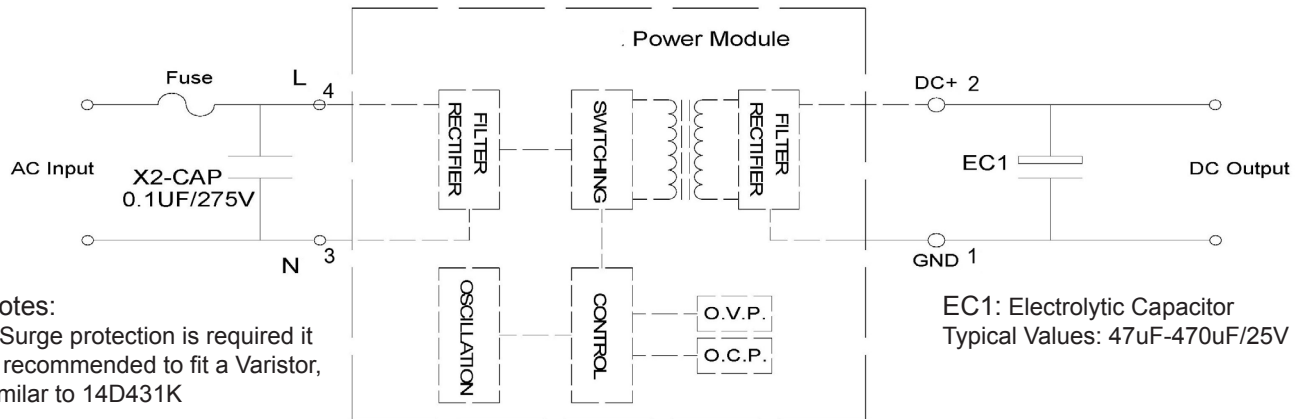 . Power Module
Fuse
L
4
DC+ 2
AC Input
X2-CAP
0.1UF/275V
FILTER
RECTIFIER
SWITCHING
FILTER
RECTIFIER
EC1
DC Output
N
3
GND 1
OSCILLATION
CONTROL
O.V.P.
O.C.P.
otes:
Surge protection is required it
recommended to fit a Varistor,
milar to 14D431K
EC1: Electrolytic Capacitor
Typical Values: 47uF-470uF/25V